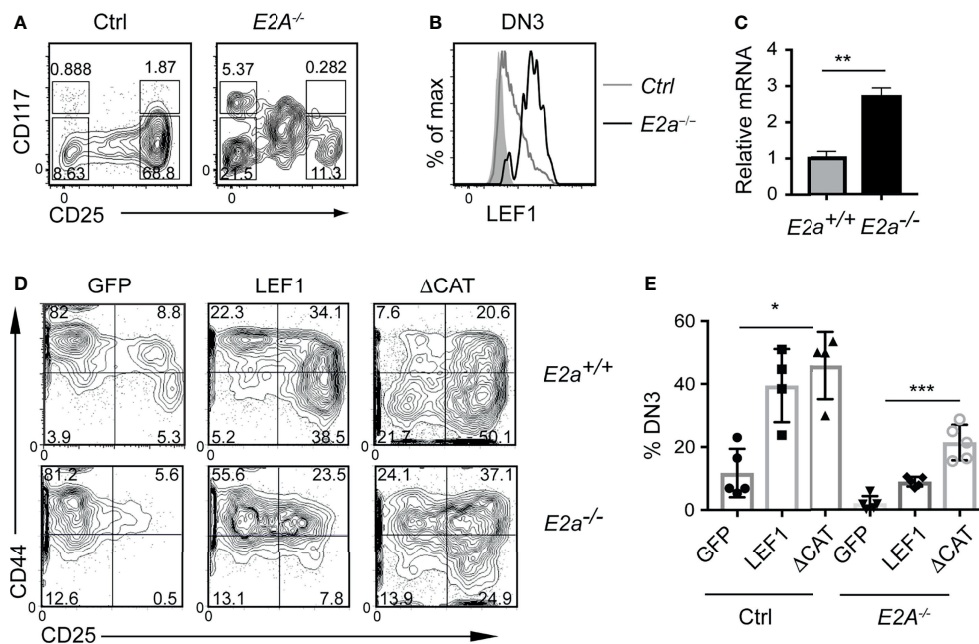 A
Ctrl
E2A-/-
0.888
1.87
8.63
68.8
5.37
0.282
21.5
11.3
CD117
0
0
0
0
CD25
B
DN3
% of max
0
LEF1
Ctrl
E2a-/-
C
Relative mRNA
4
3
2
1
0
**
E2a+/+
E2a-/-
D
GFP
LEF1
ΔCAT
82
8.8
3.9
5.3
22.3
34.1
5.2
38.5
7.6
20.6
21.7
50.1
E2a+/+
0
81.2
5.6
12.6
0.5
55.6
23.5
13.1
7.8
24.1
37.1
13.9
24.9
E2a-/-
0
0
0
0
CD44
CD25
E
% DN3
60
40
20
0
*
***
GFP
LEF1
ΔCAT
GFP
LEF1
ΔCAT
Ctrl
E2A-/-